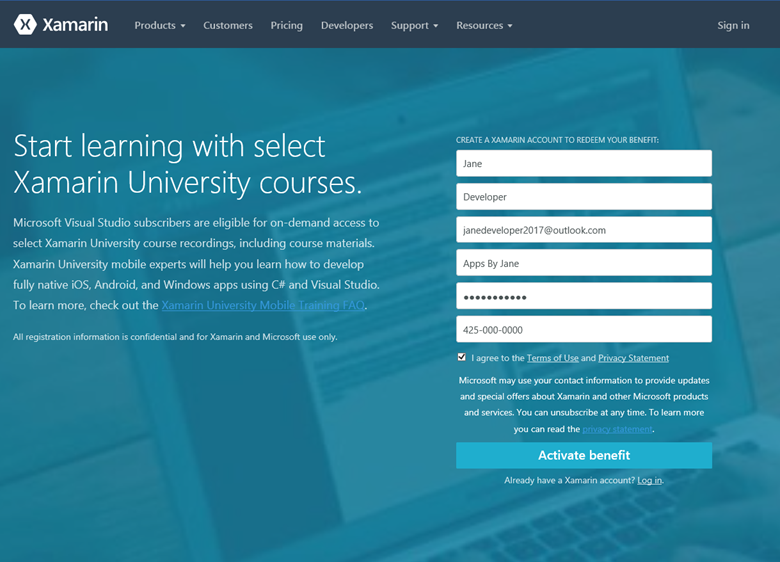 Xamarin Products Customers Pricing Developers Support Resources Sign in
Start learning with select
Xamarin University courses.
Microsoft Visual Studio subscribers are eligible for on-demand access to
select Xamarin University course recordings, including course materials.
Xamarin University mobile experts will help you learn how to develop
fully native iOS, Android, and Windows apps using C# and Visual Studio.
To learn more, check out the Xamarin University Mobile Training FAQ.
All registration information is confidential and for Xamarin and Microsoft use only.
CREATE A XAMARIN ACCOUNT TO REDEEM YOUR BENEFIT:
Jane
Developer
janedeveloper2017@outlook.com
Apps By Jane
●●●●●●●●●●●
425-000-0000
I agree to the Terms of Use and Privacy Statement
Microsoft may use your contact information to provide updates
and special offers about Xamarin and other Microsoft products
and services. You can unsubscribe at any time. To learn more
you can read the privacy statement.
Activate benefit
Already have a Xamarin account? Log in.